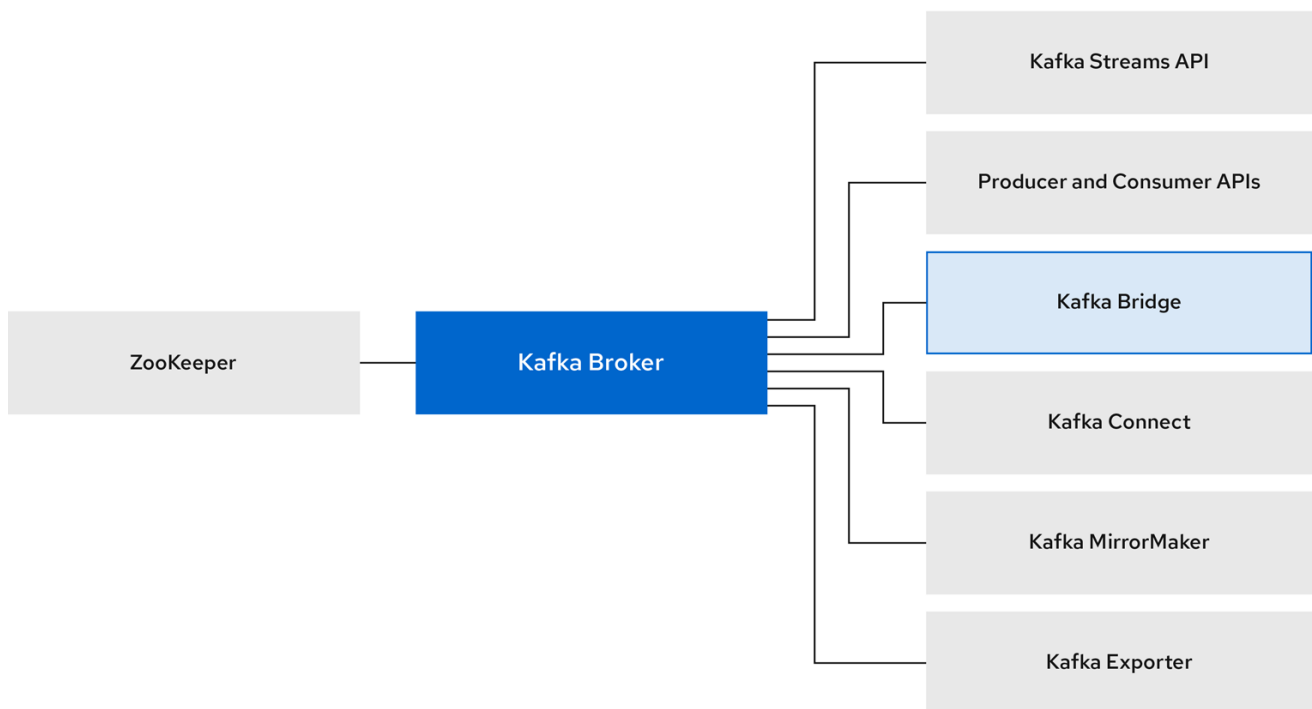 Kafka Streams API
Producer and Consumer APIs
Kafka Bridge
ZooKeeper
Kafka Broker
Kafka Connect
Kafka MirrorMaker
Kafka Exporter